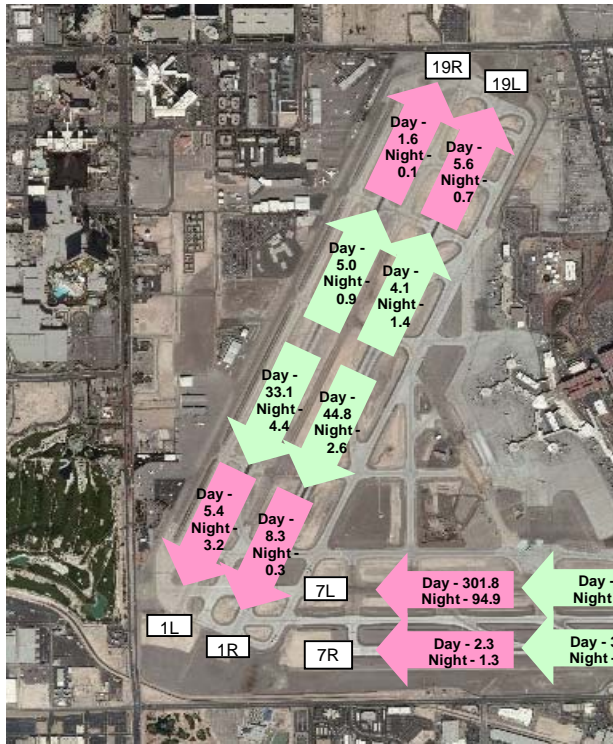 19R
19L
Day -
1.6
Night -
0.1
Day -
5.6
Night -
0.7
Day -
5.0
Night -
0.9
Day -
4.1
Night -
1.4
Day -
33.1
Night -
4.4
Day -
44.8
Night -
2.6
Day -
5.4
Night -
3.2
Day -
8.3
Night -
0.3
7L
Day - 301.8
Night - 94.9
Day -
Night
1L
1R
7R
Day - 2.3
Night - 1.3
Day - 3
Night -